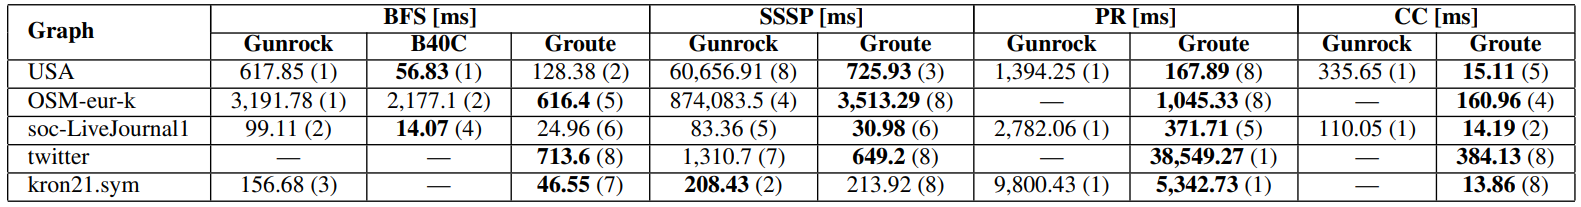 Graph BFS [ms] SSSP [ms] PR [ms] CC [ms]
Gunrock B40C Groute Gunrock Groute Gunrock Groute Gunrock Groute
USA 617.85 (1) 56.83 (1) 128.38 (2) 60,656.91 (8) 725.93 (3) 1,394.25 (1) 167.89 (8) 335.65 (1) 15.11 (5)
OSM-eur-k 3,191.78 (1) 2,177.1 (2) 616.4 (5) 874,083.5 (4) 3,513.29 (8) — 1,045.33 (8) — 160.96 (4)
soc-LiveJournal1 99.11 (2) 14.07 (4) 24.96 (6) 83.36 (5) 30.98 (6) 2,782.06 (1) 371.71 (5) 110.05 (1) 14.19 (2)
twitter — — 713.6 (8) 1,310.7 (7) 649.2 (8) — 38,549.27 (1) — 384.13 (8)
kron21.sym 156.68 (3) — 46.55 (7) 208.43 (2) 213.92 (8) 9,800.43 (1) 5,342.73 (1) — 13.86 (8)